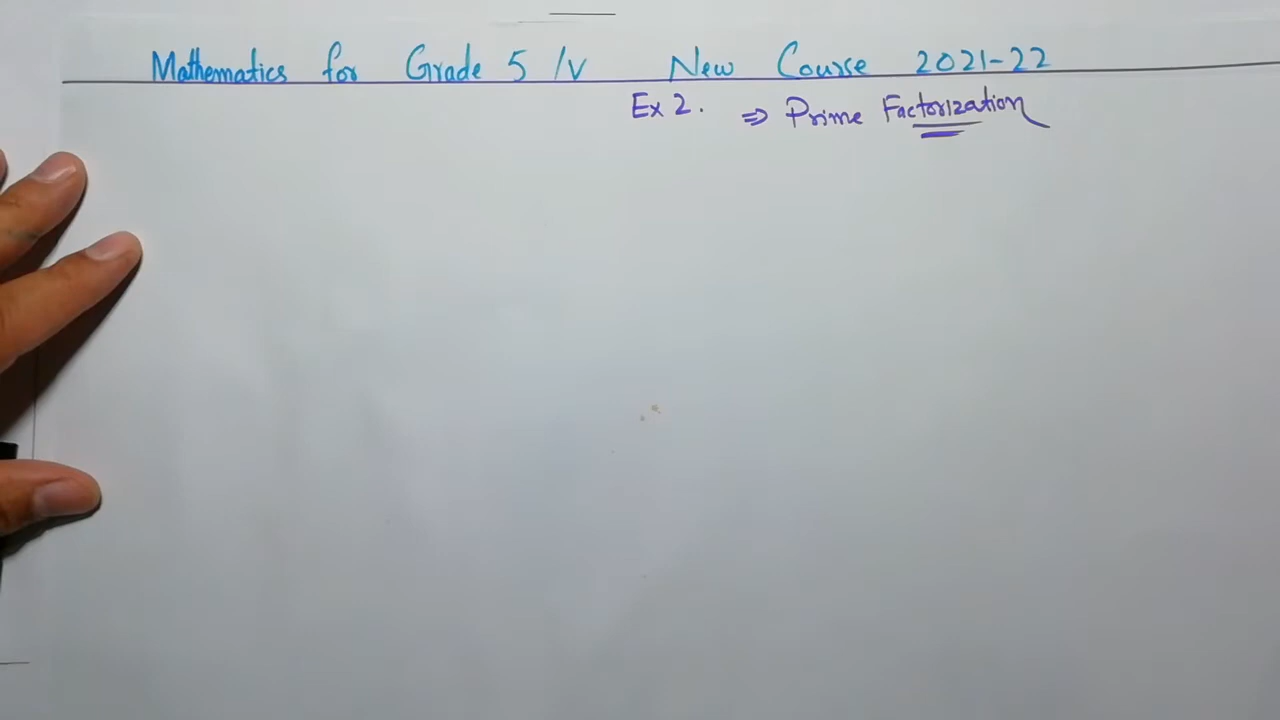 Mathematics for Grade 5 /V New Course 2021-22
Ex 2. ⇒ Prime Factorization